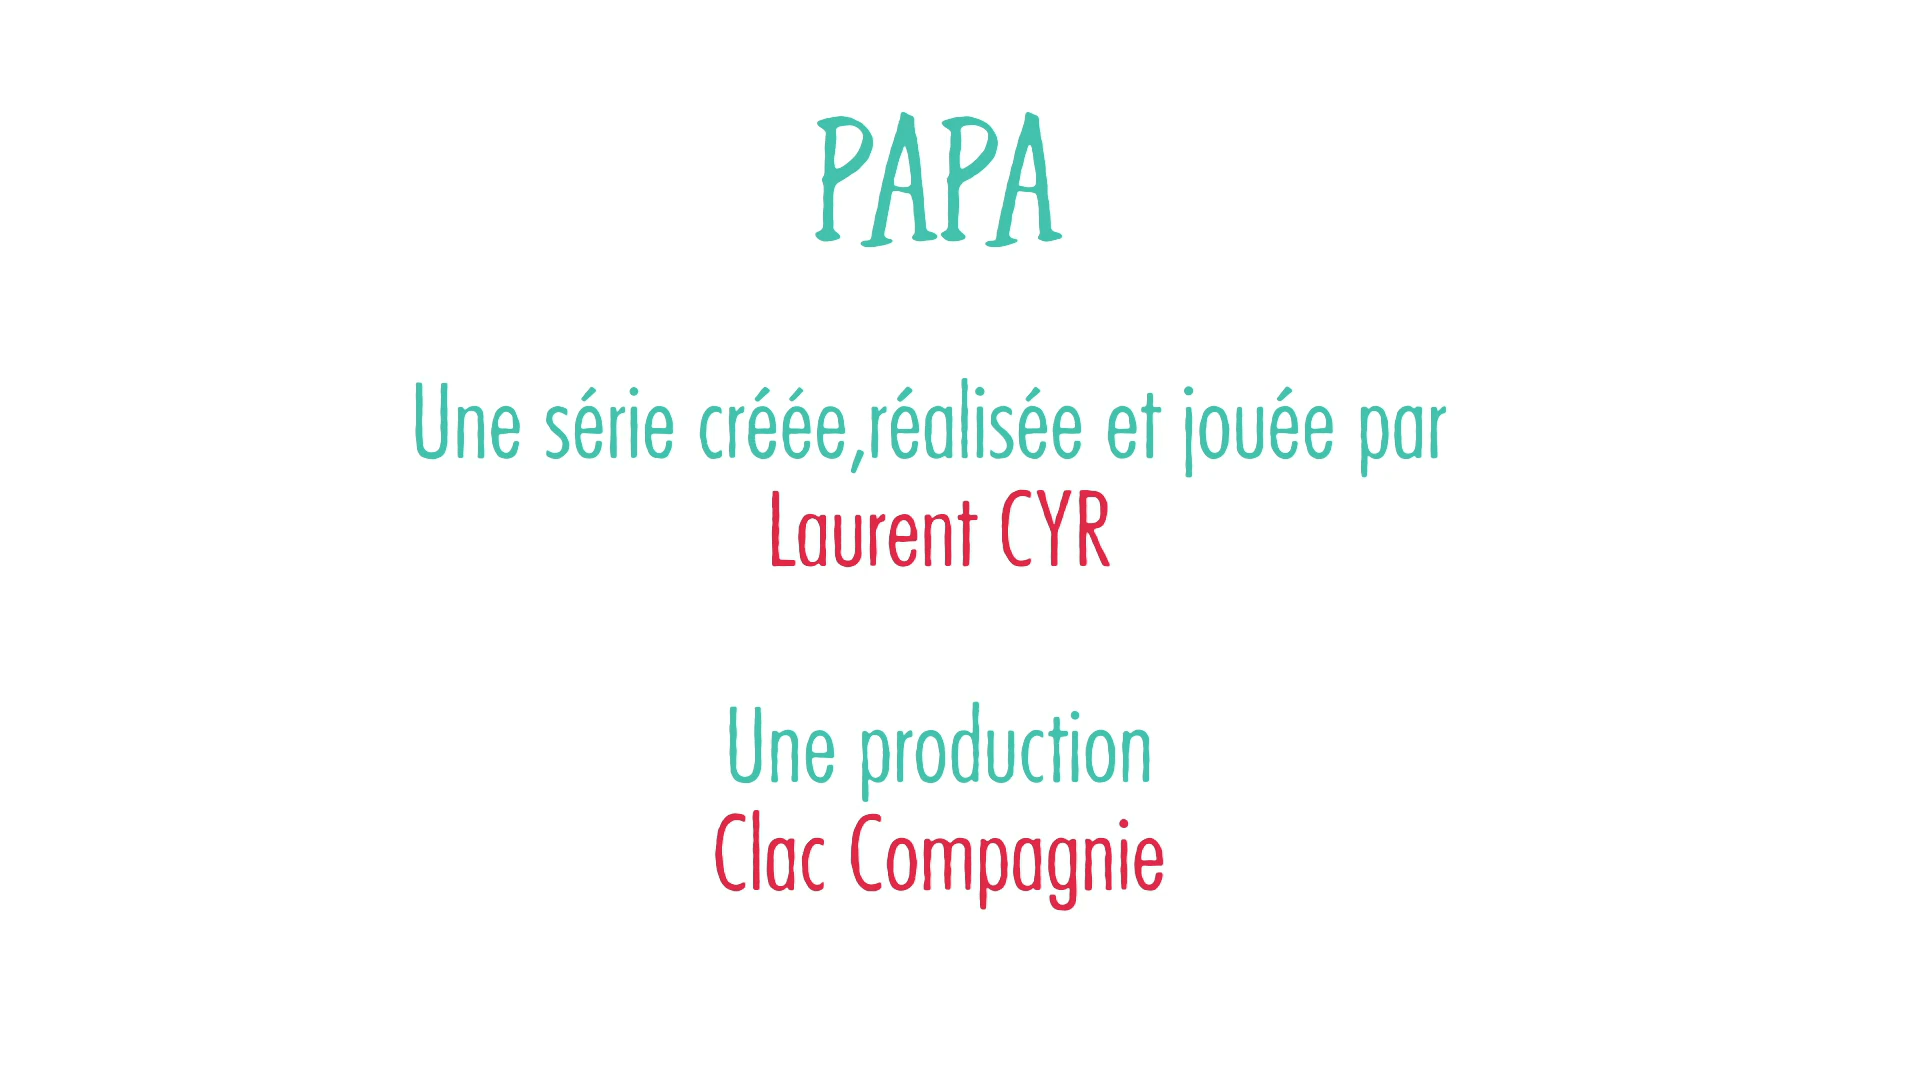 PAPA
Une série créée,réalisée et jouée par
Laurent CYR
Une production
Clac Compagnie